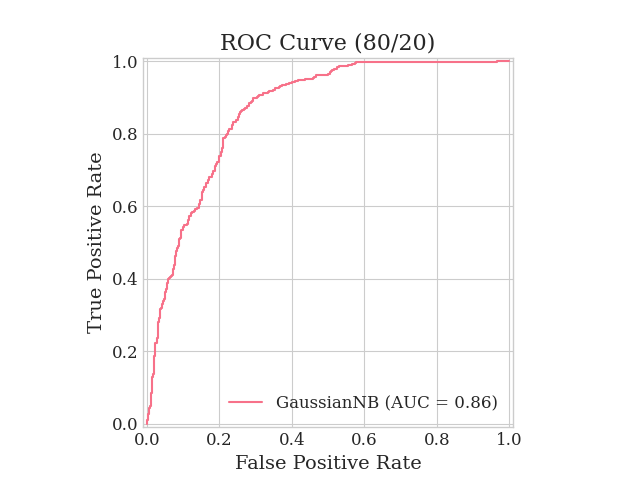 ROC Curve (80/20)
1.0
0.8
0.6
0.4
0.2
0.0
True Positive Rate
GaussianNB (AUC = 0.86)
0.0 0.2 0.4 0.6 0.8 1.0
False Positive Rate